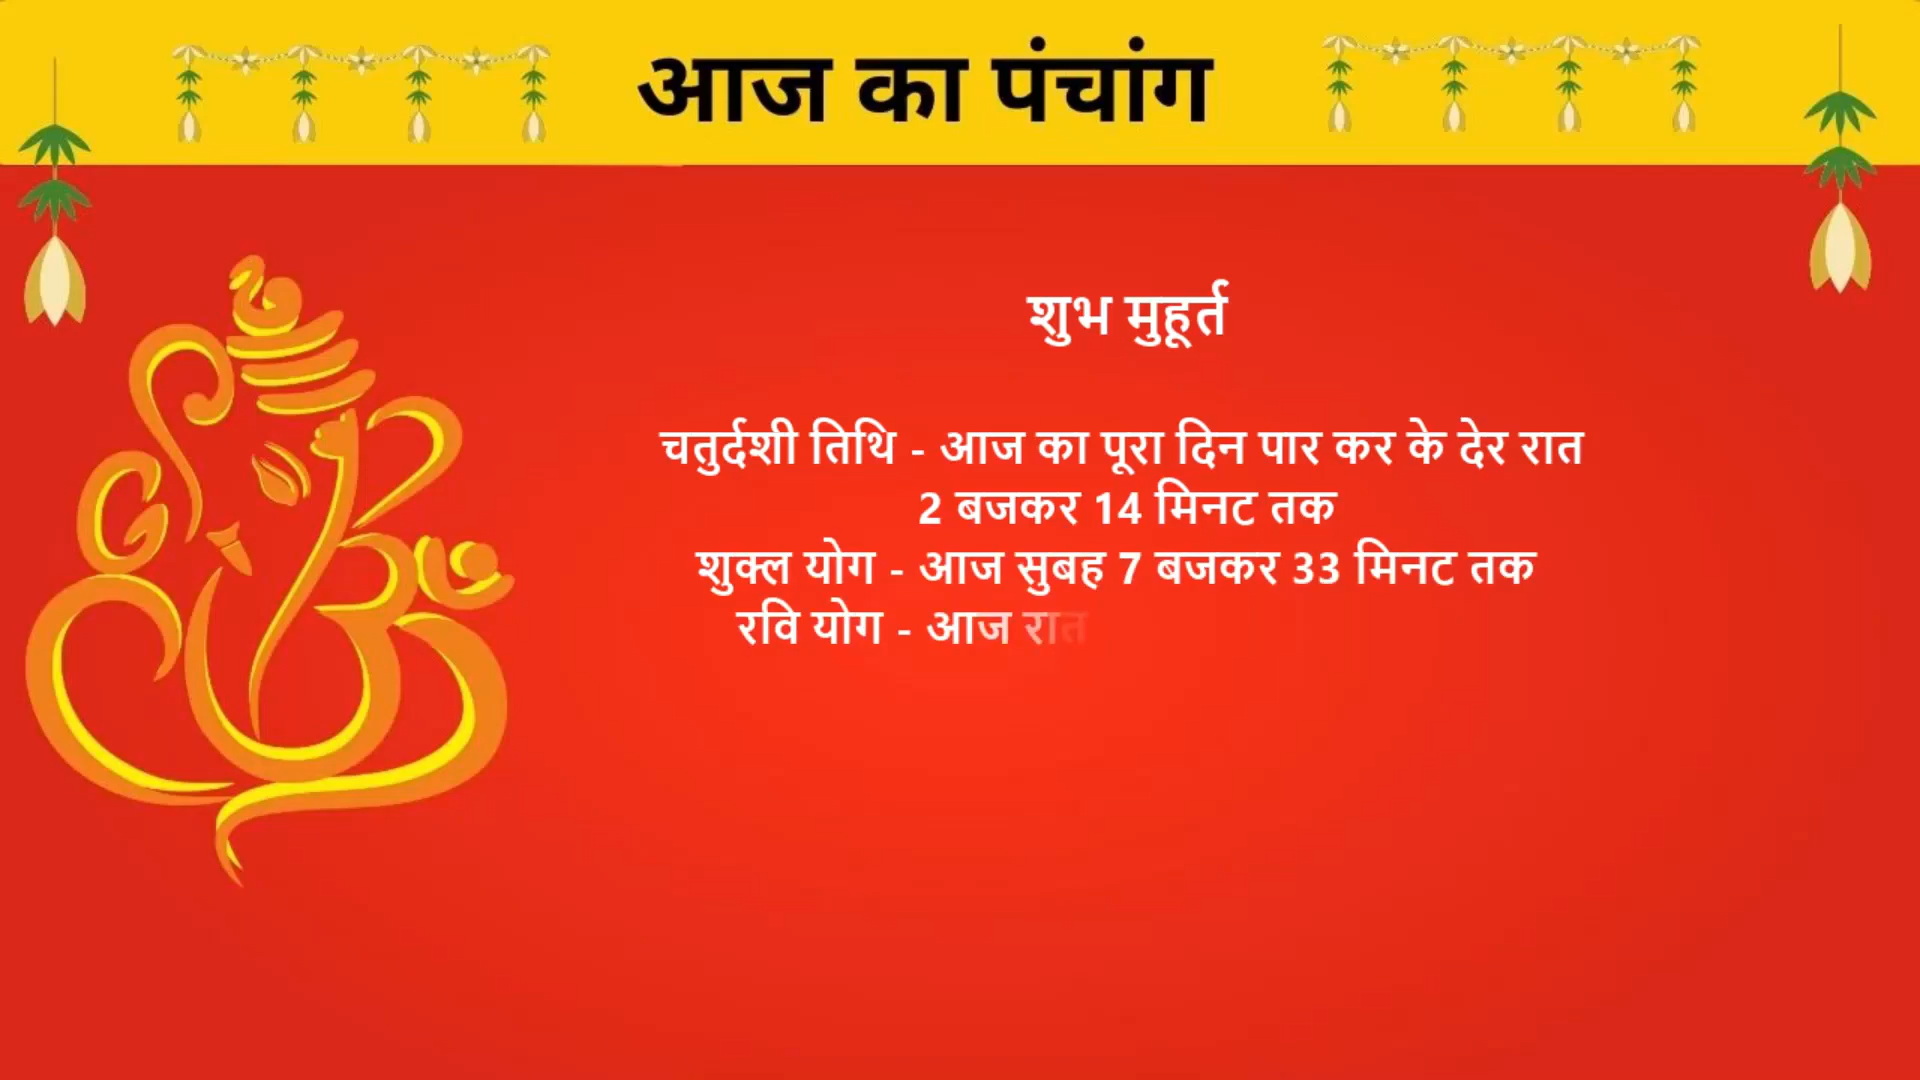 आज का पंचांग
शुभ मुहूर्त
चतुर्दशी तिथि - आज का पूरा दिन पार कर के देर रात
2 बजकर 14 मिनट तक
शुक्ल योग - आज सुबह 7 बजकर 33 मिनट तक
रवि योग - आज रात